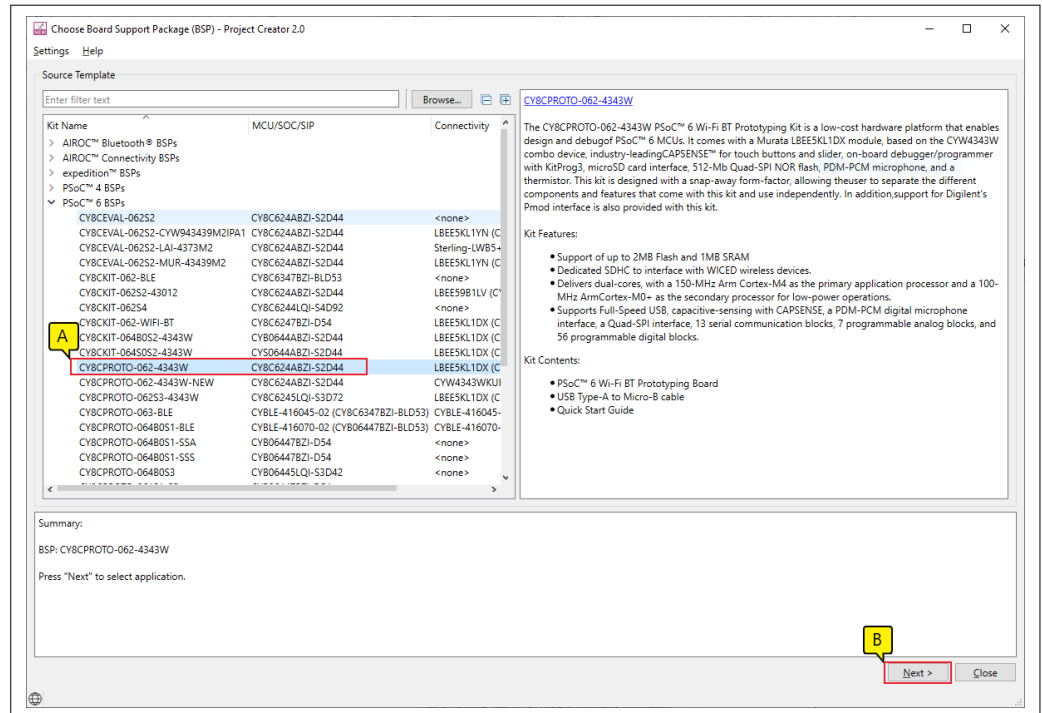 Choose Board Support Package (BSP) - Project Creator 2.0
Settings Help
Source Template
Enter filter text
Browse...
Kit Name MCU/SOC/SIP Connectivity
AIROC™ Bluetooth® BSPs
AIROC™ Connectivity BSPs
expedition™ BSPs
PSoC™ 4 BSPs
PSoC™ 6 BSPs
CY8CEVAL-062S2 CY8C624ABZI-S2D44 <none>
CY8CEVAL-062S2-CYW943439M2IPA1 CY8C624ABZI-S2D44 LBEE5KL1YN (C
CY8CEVAL-062S2-LAI-4373M2 CY8C624ABZI-S2D44 Sterling-LWB5+
CY8CEVAL-062S2-MUR-43439M2 CY8C624ABZI-S2D44 LBEE5KL1YN (C
CY8CKIT-062-BLE CY8C6347BZI-BLD53 <none>
CY8CKIT-062S2-43012 CY8C624ABZI-S2D44 LBEE59B1LV (CY
CY8CKIT-062S4 CY8C6244LQI-S4D92 <none>
CY8CKIT-062-WIFI-BT CY8C6247BZI-D54 LBEE5KL1DX (C
CY8CKIT-064B0S2-4343W CYB0644ABZI-S2D44 LBEE5KL1DX (C
CY8CKIT-064S0S2-4343W CYS0644ABZI-S2D44 LBEE5KL1DX (C
CY8CPROTO-062-4343W CY8C624ABZI-S2D44 LBEE5KL1DX (C
CY8CPROTO-062-4343W-NEW CY8C624ABZI-S2D44 CYW4343WKUI
CY8CPROTO-062S3-4343W CY8C6245LQI-S3D72 LBEE5KL1DX (C
CY8CPROTO-063-BLE CYBLE-416045-02 (CY8C6347BZI-BLD53) CYBLE-416045-
CY8CPROTO-064B0S1-BLE CYBLE-416070-02 (CYB06447BZI-BLD53) CYBLE-416070-
CY8CPROTO-064B0S1-SSA CYB06447BZI-D54 <none>
CY8CPROTO-064B0S1-SSS CYB06447BZI-D54 <none>
CY8CPROTO-064B0S3 CYB06445LQI-S3D42 <none>
A
CY8CPROTO-062-4343W
The CY8CPROTO-062-4343W PSoC™ 6 Wi-Fi BT Prototyping Kit is a low-cost hardware platform that enables
design and debugof PSoC™ 6 MCUs. It comes with a Murata LBEE5KL1DX module, based on the CYW4343W
combo device, industry-leadingCAPSENSE™ for touch buttons and slider, on-board debugger/programmer
with KitProg3, microSD card interface, 512-Mb Quad-SPI NOR flash, PDM-PCM microphone, and a
thermistor. This kit is designed with a snap-away form-factor, allowing theuser to separate the different
components and features that come with this kit and use independently. In addition,support for Digilent's
Pmod interface is also provided with this kit.
Kit Features:
• Support of up to 2MB Flash and 1MB SRAM
• Dedicated SDHC to interface with WICED wireless devices.
• Delivers dual-cores, with a 150-MHz Arm Cortex-M4 as the primary application processor and a 100-
MHz ArmCortex-M0+ as the secondary processor for low-power operations.
• Supports Full-Speed USB, capacitive-sensing with CAPSENSE, a PDM-PCM digital microphone
interface, a Quad-SPI interface, 13 serial communication blocks, 7 programmable analog blocks, and
56 programmable digital blocks.
Kit Contents:
• PSoC™ 6 Wi-Fi BT Prototyping Board
• USB Type-A to Micro-B cable
• Quick Start Guide
Summary:
BSP: CY8CPROTO-062-4343W
Press "Next" to select application.
B
Next > Close